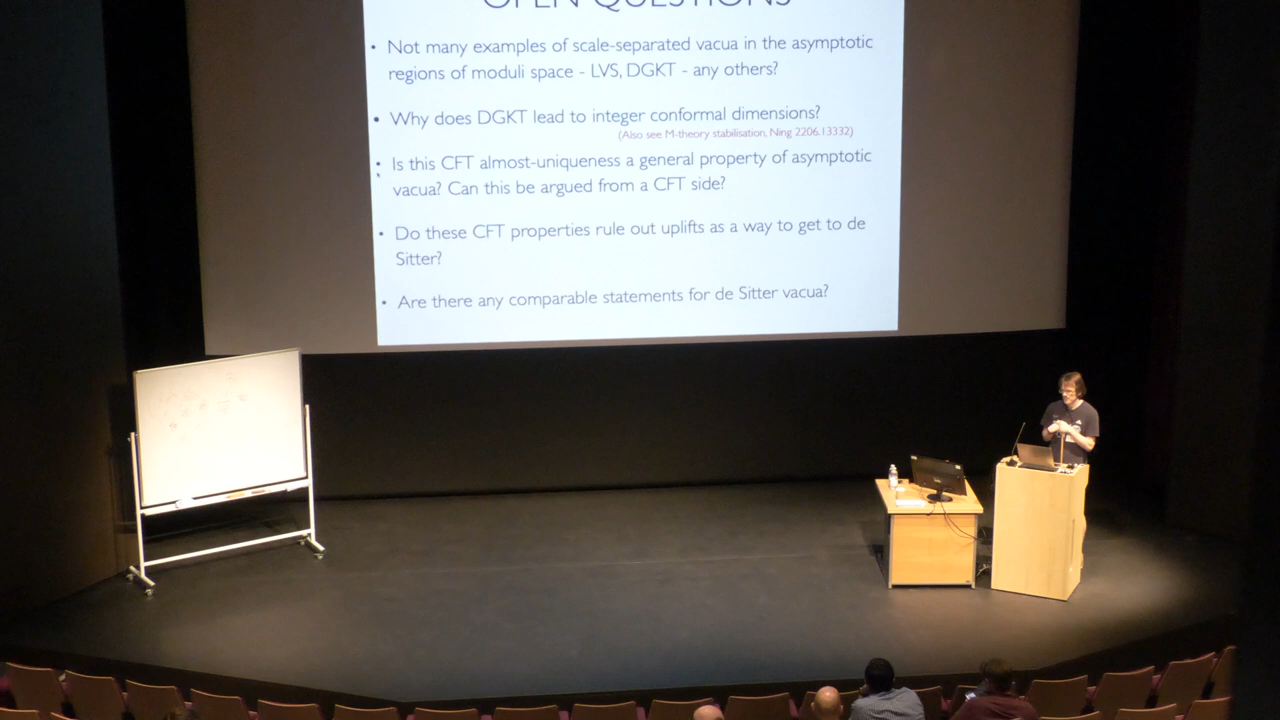 OPEN QUESTIONS
• Not many examples of scale-separated vacua in the asymptotic
regions of moduli space - LVS, DGKT - any others?
• Why does DGKT lead to integer conformal dimensions?
(Also see M-theory stabilisation, Ning 2206.13332)
• Is this CFT almost-uniqueness a general property of asymptotic
vacua? Can this be argued from a CFT side?
• Do these CFT properties rule out uplifts as a way to get to de
Sitter?
• Are there any comparable statements for de Sitter vacua?